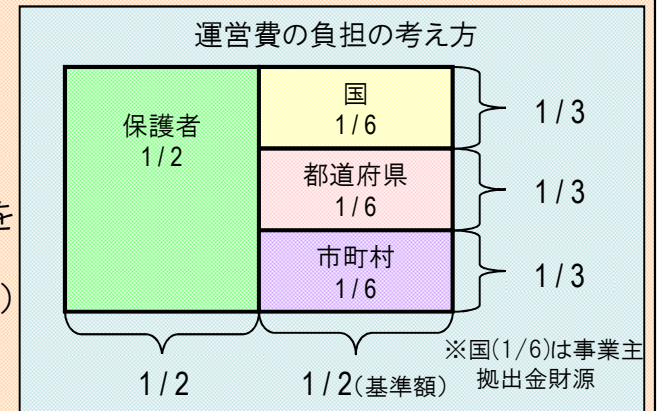 運営費の負担の考え方
保護者
1/2
国
1/6
都道府県
1/6
市町村
1/6
1/3
1/3
1/3
を
)
1/2
1/2(基準額)
※国(1/6)は事業主
拠出金財源